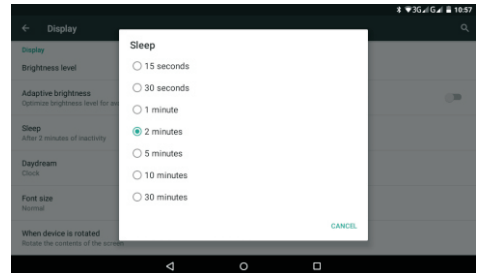 3G G 10:57
Display
Display
Brightness level
Adaptive brightness
Optimize brightness level for
Sleep
After 2 minutes of inactivity
Daydream
Clock
Font size
Normal
When device is rotated
Rotate the contents of the screen
Sleep
15 seconds
30 seconds
1 minute
2 minutes
5 minutes
10 minutes
30 minutes
CANCEL